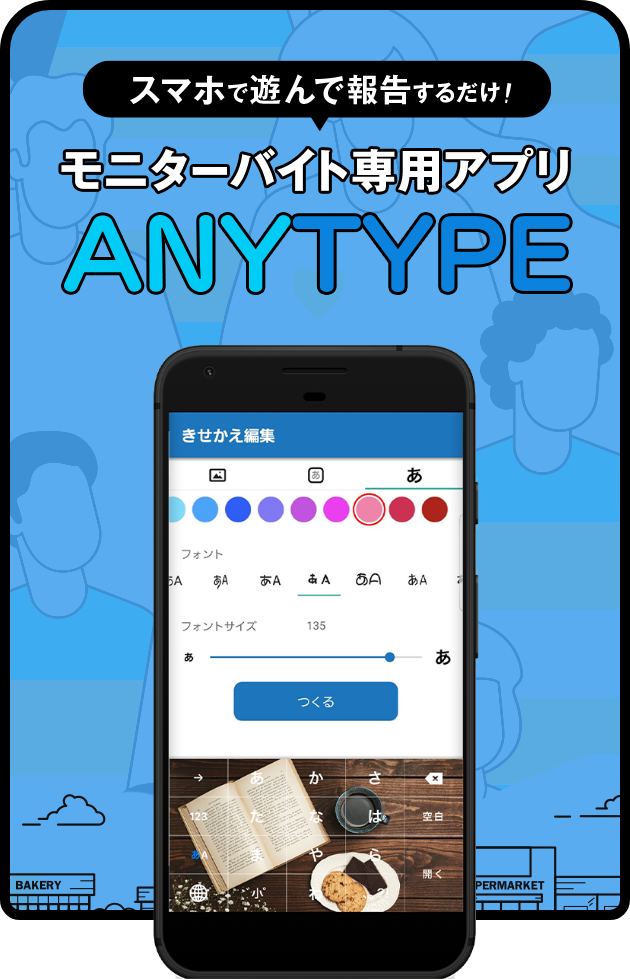 スマホで遊んで報告するだけ!
モニターバイト専用アプリ
ANYTYPE
きせかえ編集
あ あ
フォント
あA あA あA あA あA あA
フォントサイズ 135
あ あ
つくる
→ あ か さ
123 た な は 空白
あA ま や ら
小 わ 開く
BAKERY
PERMARKET